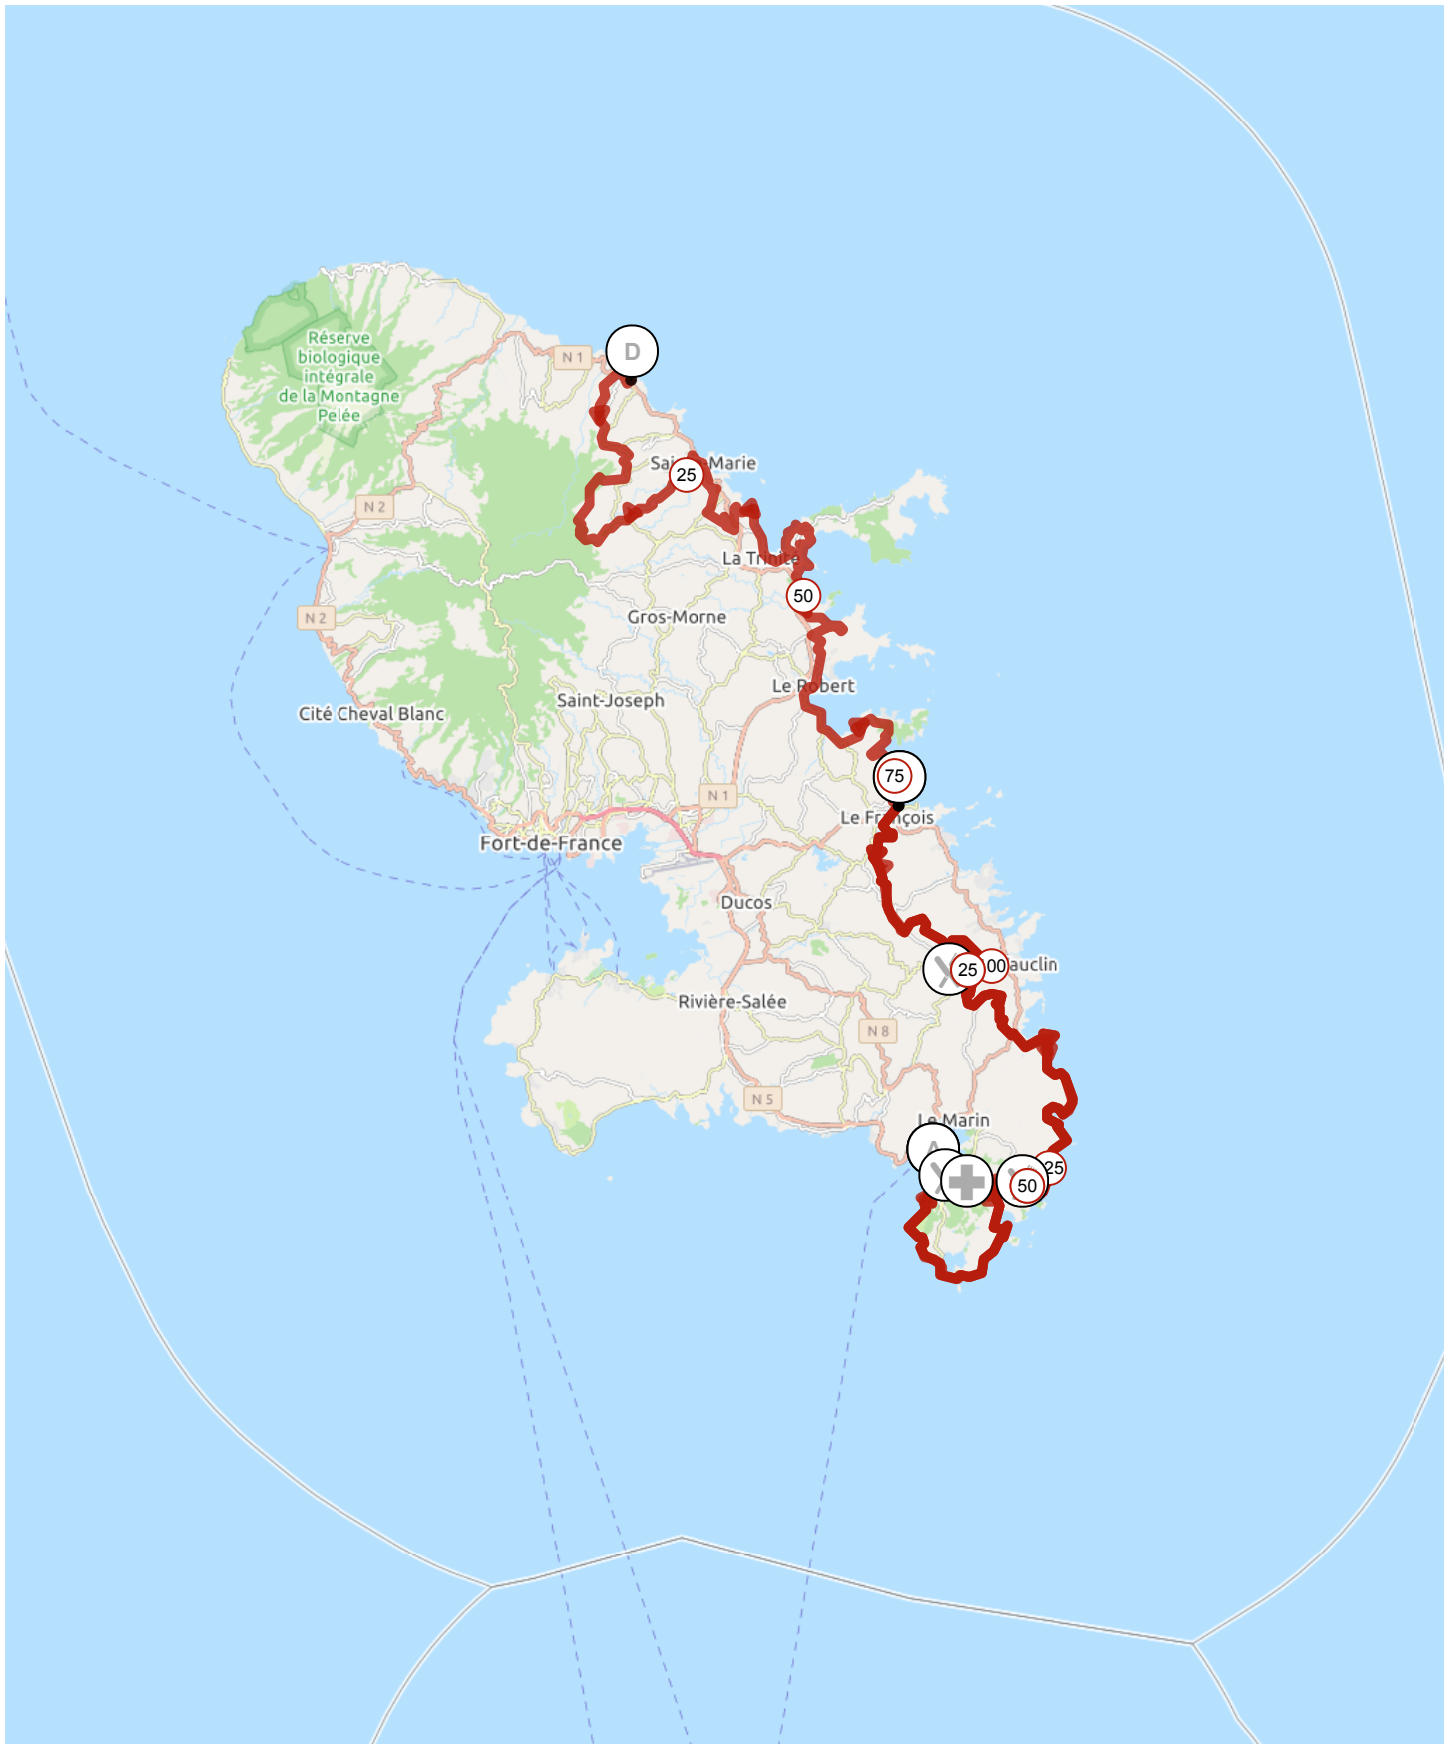 Réserve
biologique
intégrale
de la Montagne
Pelée
N 1
D
25
N 2
La Trinité
50
N 2
Gros-Morne
Le Robert
Saint-Joseph
Cité Cheval Blanc
75
N 1
Fort-de-France
Ducos
25
00
auclin
Rivière-Salée
N 8
N 5
Le Marin
25
50